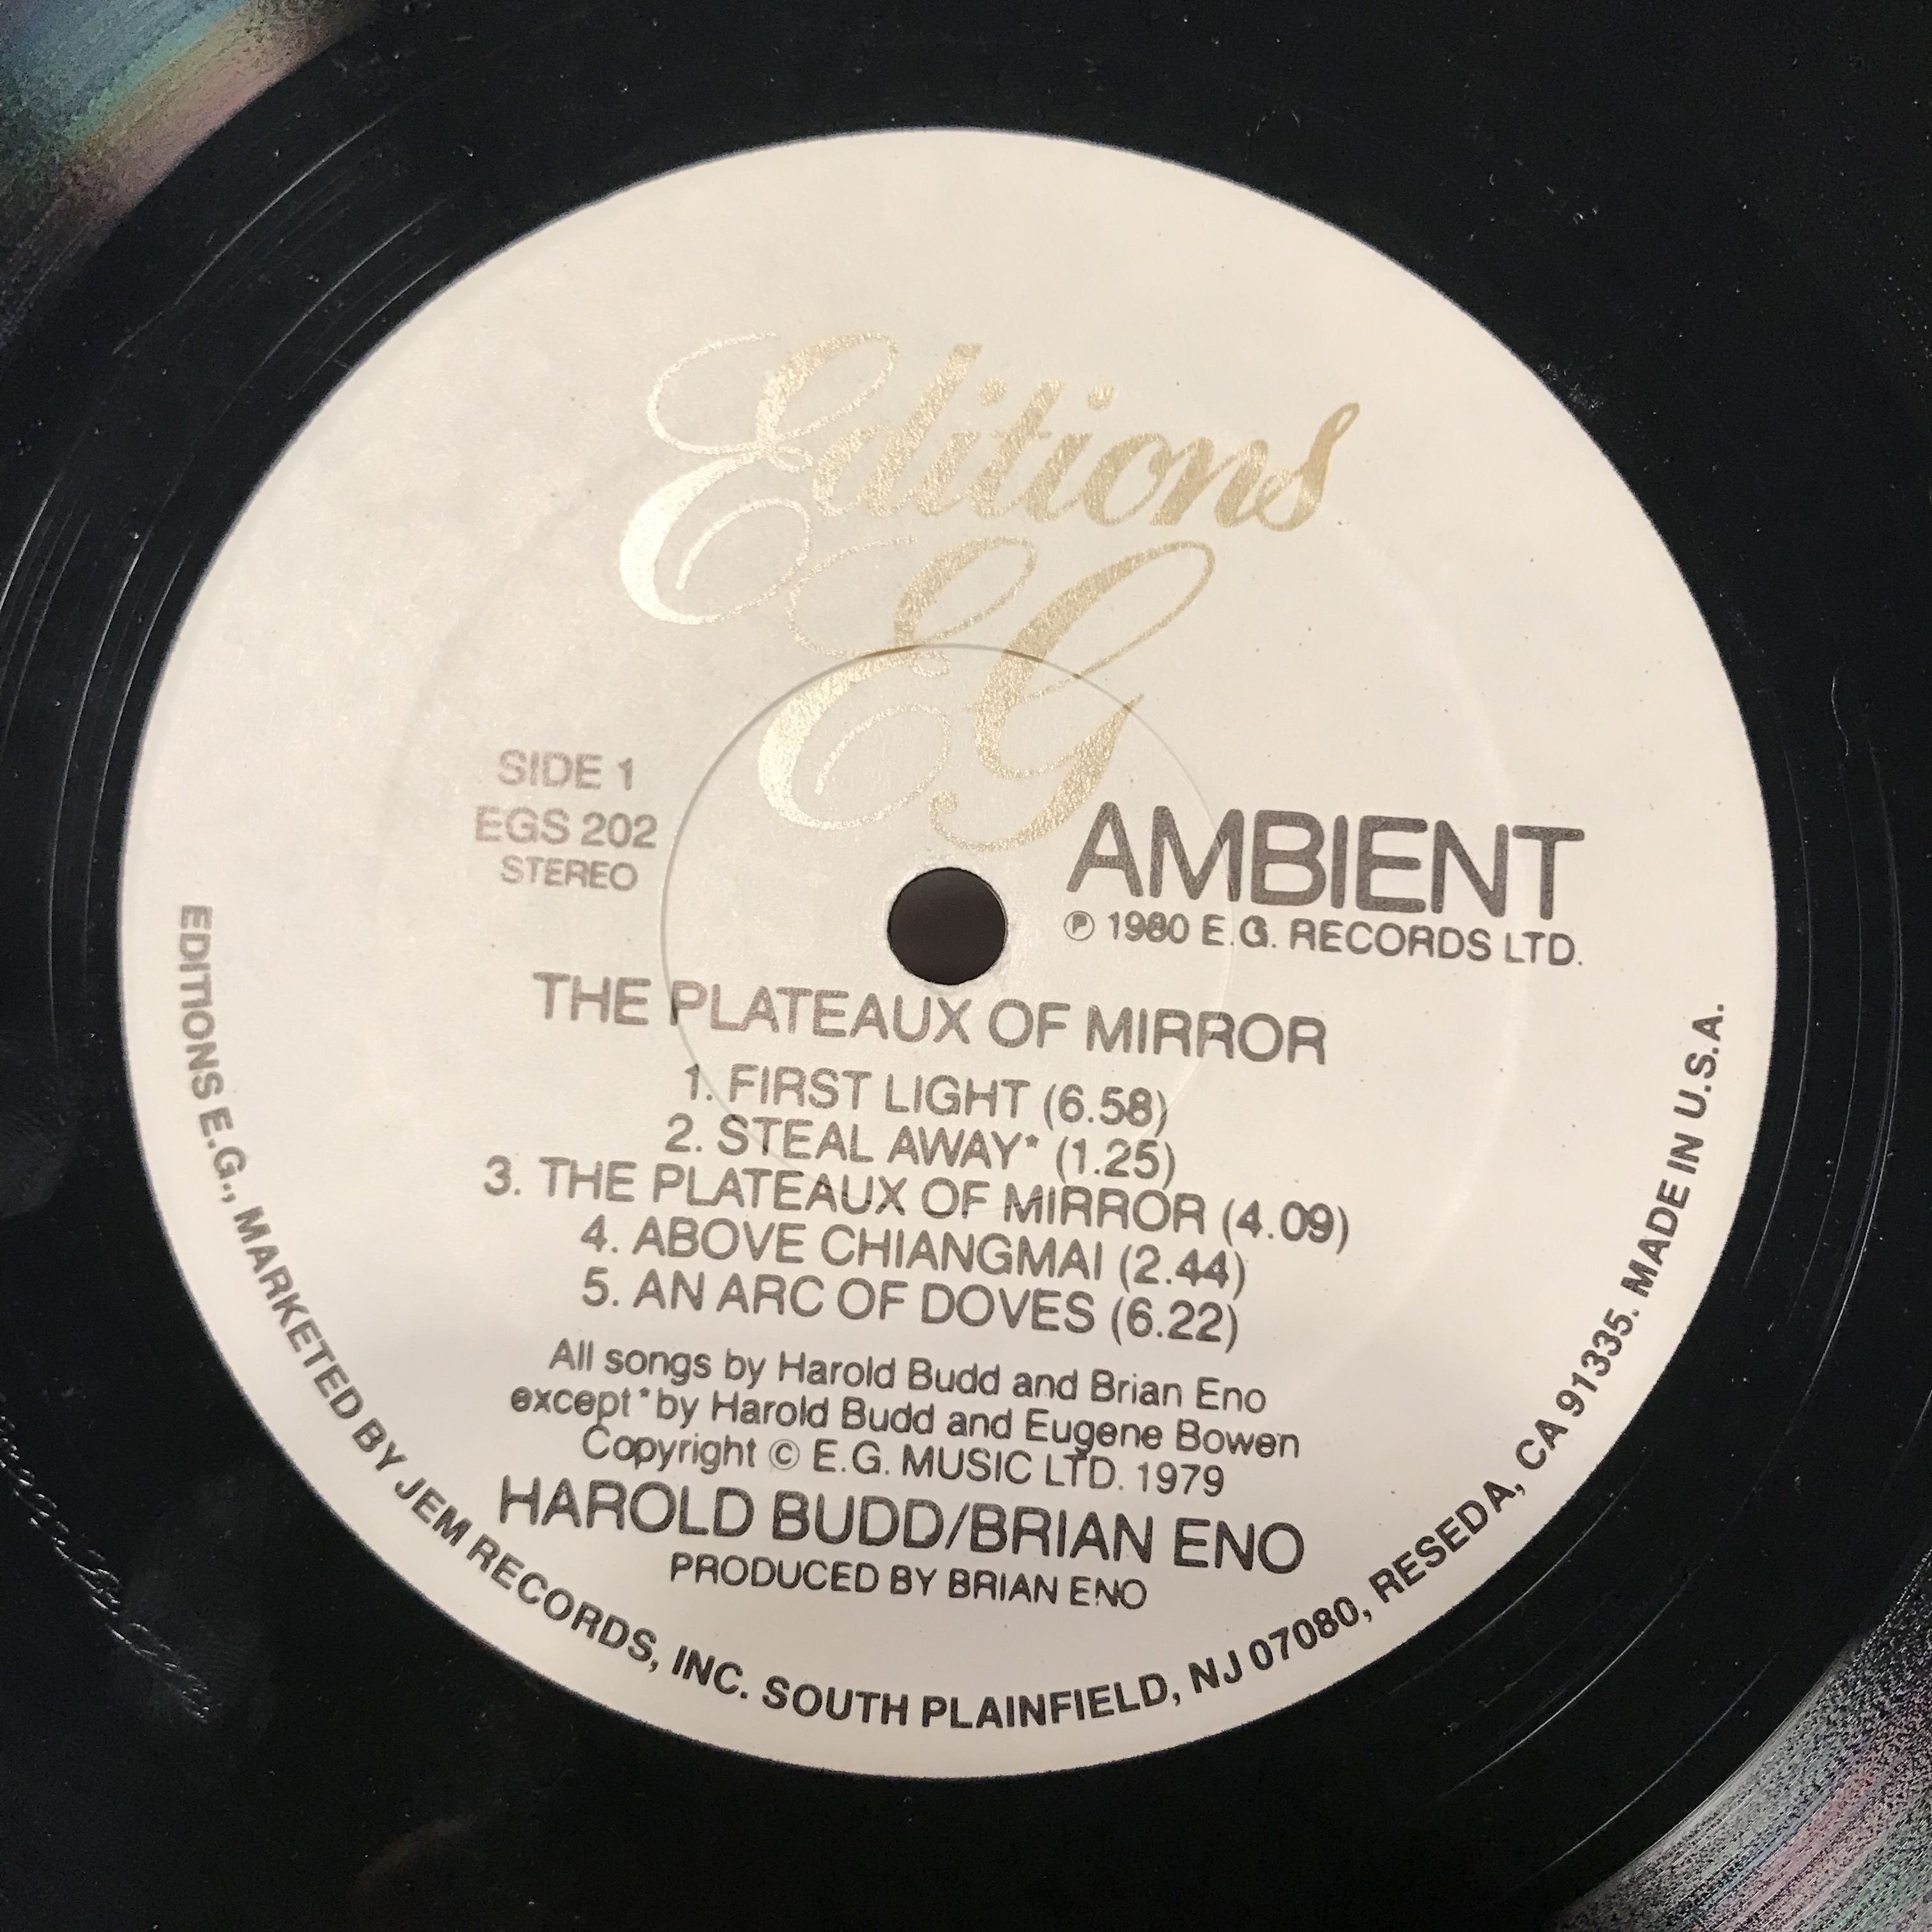 Editions
EG
SIDE 1
EGS 202
STEREO
AMBIENT
℗ 1980 E.G. RECORDS LTD.
THE PLATEAUX OF MIRROR
1. FIRST LIGHT (6.58)
2. STEAL AWAY* (1.25)
3. THE PLATEAUX OF MIRROR (4.09)
4. ABOVE CHIANGMAI (2.44)
5. AN ARC OF DOVES (6.22)
All songs by Harold Budd and Brian Eno
except * by Harold Budd and Eugene Bowen
Copyright © E.G. MUSIC LTD. 1979
HAROLD BUDD/BRIAN ENO
PRODUCED BY BRIAN ENO
EDITIONS E.G., MARKETED BY JEM RECORDS, INC. SOUTH PLAINFIELD, NJ 07080, RESEDA, CA 91335. MADE IN U.S.A.